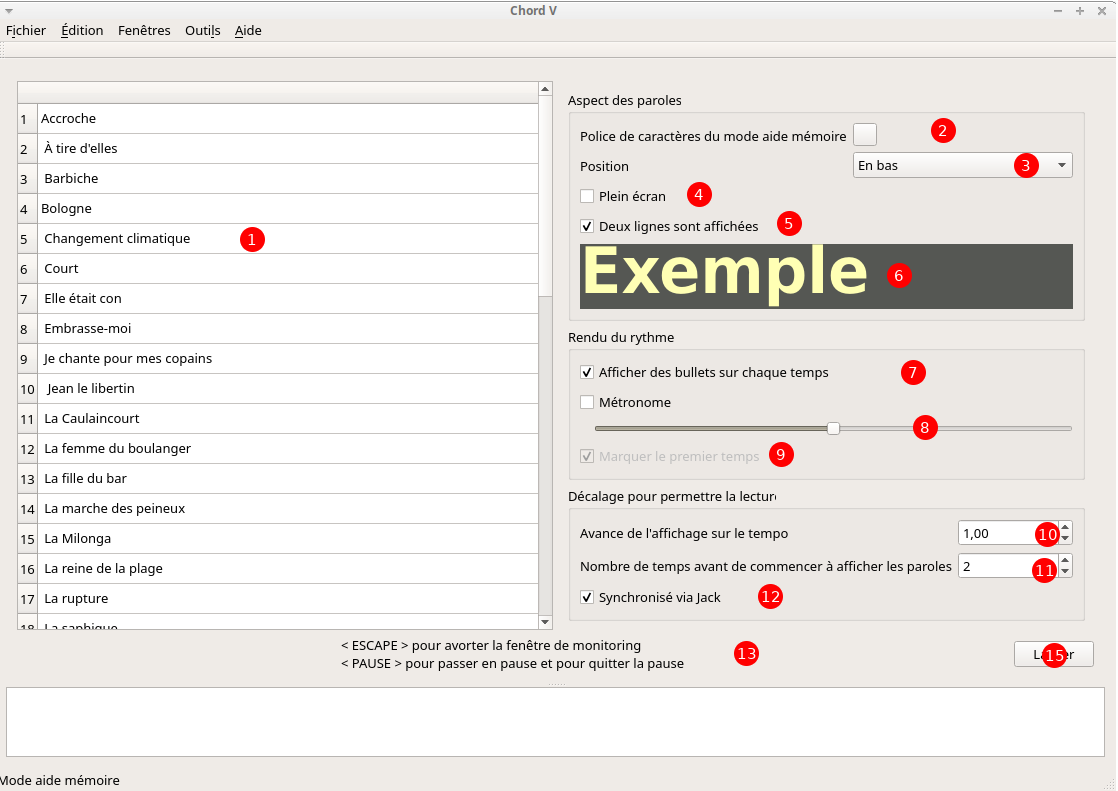 Chord V
Fichier Édition Fenêtres Outils Aide
1 Accroche
2 À tire d'elles
3 Barbiche
4 Bologne
5 Changement climatique 1
6 Court
7 Elle était con
8 Embrasse-moi
9 Je chante pour mes copains
10 Jean le libertin
11 La Caulaincourt
12 La femme du boulanger
13 La fille du bar
14 La marche des peineux
15 La Milonga
16 La reine de la plage
17 La rupture
18 La saphique
Aspect des paroles
Police de caractères du mode aide mémoire 2
Position En bas 3
Plein écran 4
Deux lignes sont affichées 5
Exemple 6
Rendu du rythme
Afficher des bullets sur chaque temps 7
Métronome
8
Marquer le premier temps 9
Décalage pour permettre la lecture
Avance de l'affichage sur le tempo 1,00 10
Nombre de temps avant de commencer à afficher les paroles 2 11
Synchronisé via Jack 12
< ESCAPE > pour avorter la fenêtre de monitoring
< PAUSE > pour passer en pause et pour quitter la pause 13
15
Mode aide mémoire